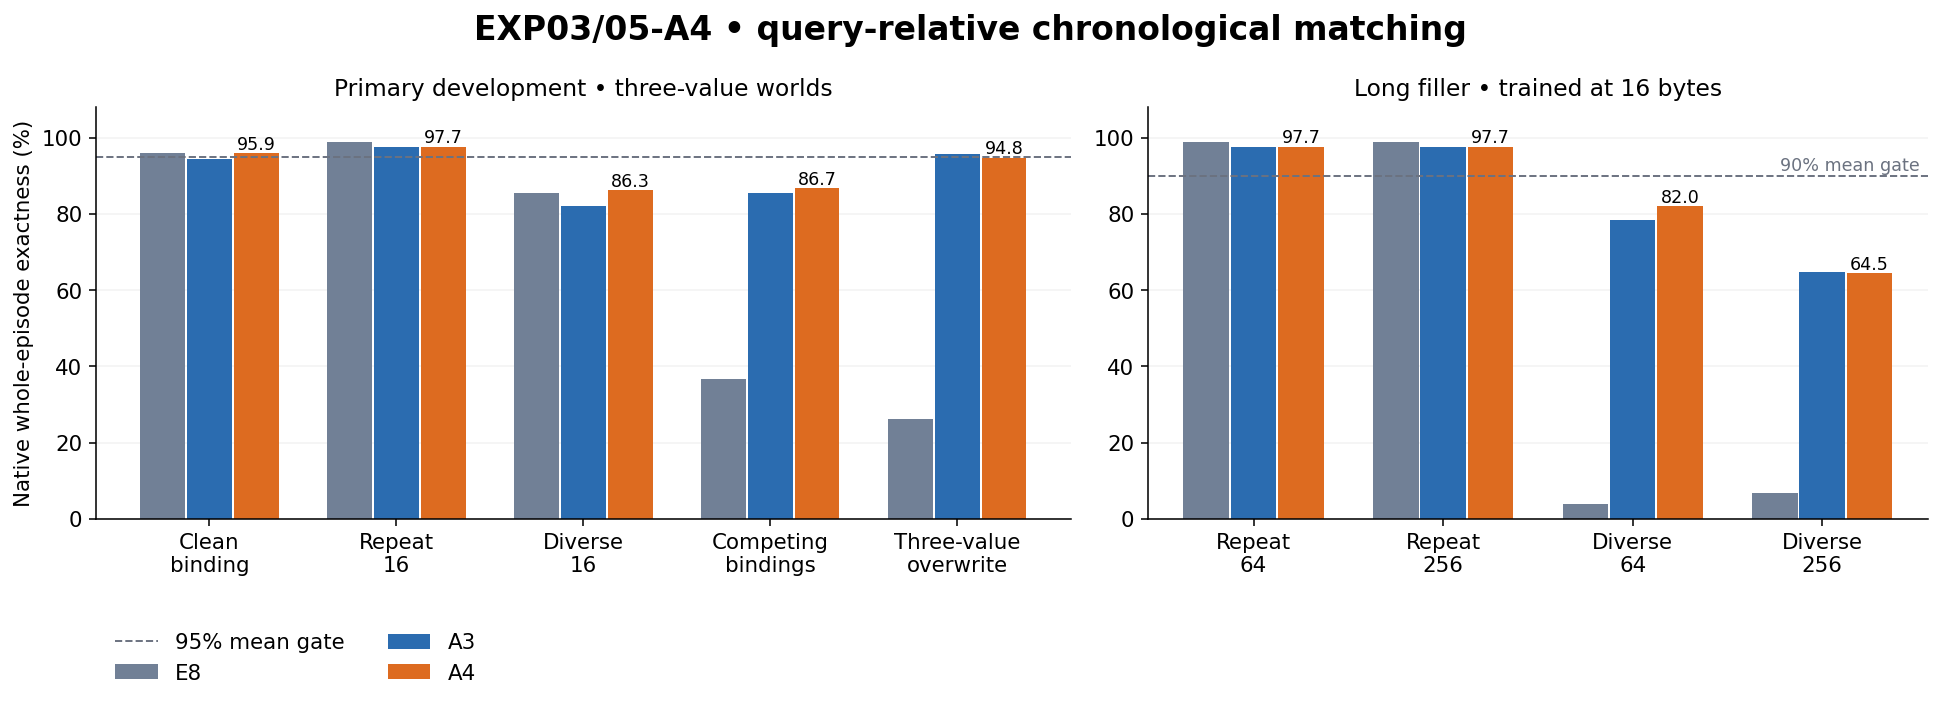 EXP03/05-A4 • query-relative chronological matching
Primary development • three-value worlds
Native whole-episode exactness (%)
100
80
60
40
20
0
95.9
97.7
86.3
86.7
94.8
Clean
binding
Repeat
16
Diverse
16
Competing
bindings
Three-value
overwrite
Long filler • trained at 16 bytes
100
80
60
40
20
0
97.7
97.7
90% mean gate
82.0
64.5
Repeat
64
Repeat
256
Diverse
64
Diverse
256
95% mean gate
E8
A3
A4